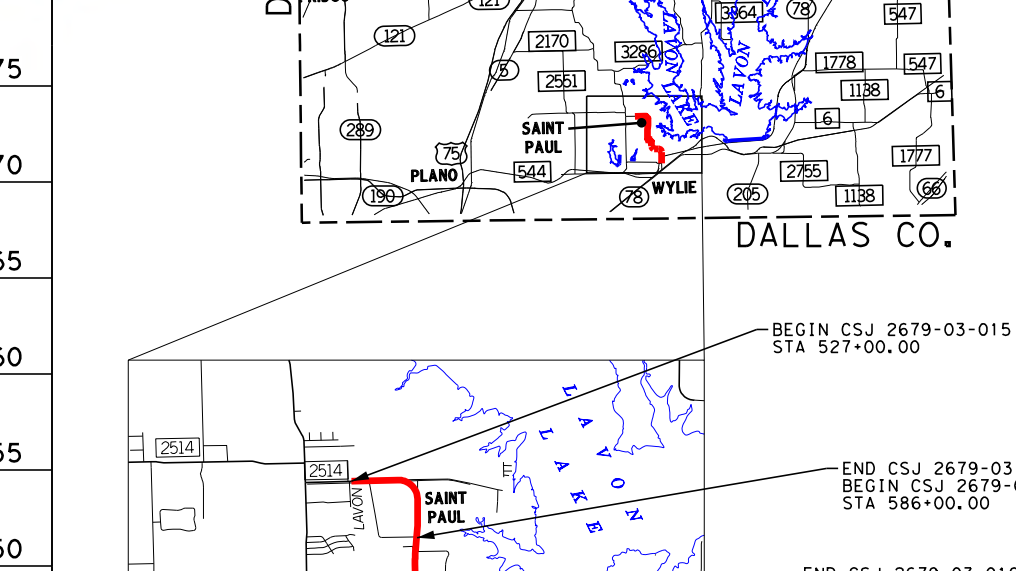 121
3864
78
547
121
2170
3286
LAVON LAKE
LAVON
5
1778
547
2551
1138
6
6
289
SAINT
PAUL
75
1777
PLANO
544
2755
190
78
WYLIE
205
1138
66
DALLAS CO.
BEGIN CSJ 2679-03-015
STA 527+00.00
LAVON
LAKE
2514
2514
LAVON
SAINT
PAUL
END CSJ 2679-03
BEGIN CSJ 2679-
STA 586+00.00
75
70
65
60
55
50